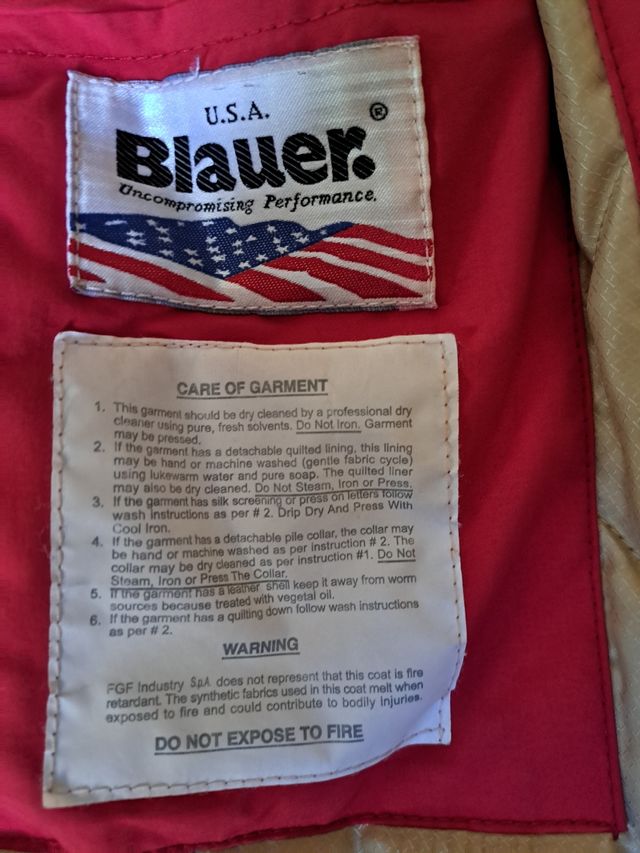 U.S.A.
®
Blauer.
Uncompromising Performance.
CARE OF GARMENT
1. This garment should be dry cleaned by a professional dry
cleaner using pure, fresh solvents. Do Not Iron. Garment
may be pressed.
2. If the garment has a detachable quilted lining, this lining
may be hand or machine washed (gentle fabric cycle)
using lukewarm water and pure soap. The quilted liner
may also be dry cleaned. Do Not Steam, Iron or Press.
3. If the garment has silk screening or press on letters follow
wash instructions as per # 2. Drip Dry And Press With
Cool Iron.
4. If the garment has a detachable pile collar, the collar may
be hand or machine washed as per instruction # 2. The
collar may be dry cleaned as per instruction #1. Do Not
Steam, Iron or Press The Collar.
5. If the garment has a leather shell keep it away from worm
sources because treated with vegetal oil.
6. If the garment has a quilting down follow wash instructions
as per # 2.
WARNING
FGF Industry S.p.A. does not represent that this coat is fire
retardant. The synthetic fabrics used in this coat melt when
exposed to fire and could contribute to bodily Injuries.
DO NOT EXPOSE TO FIRE